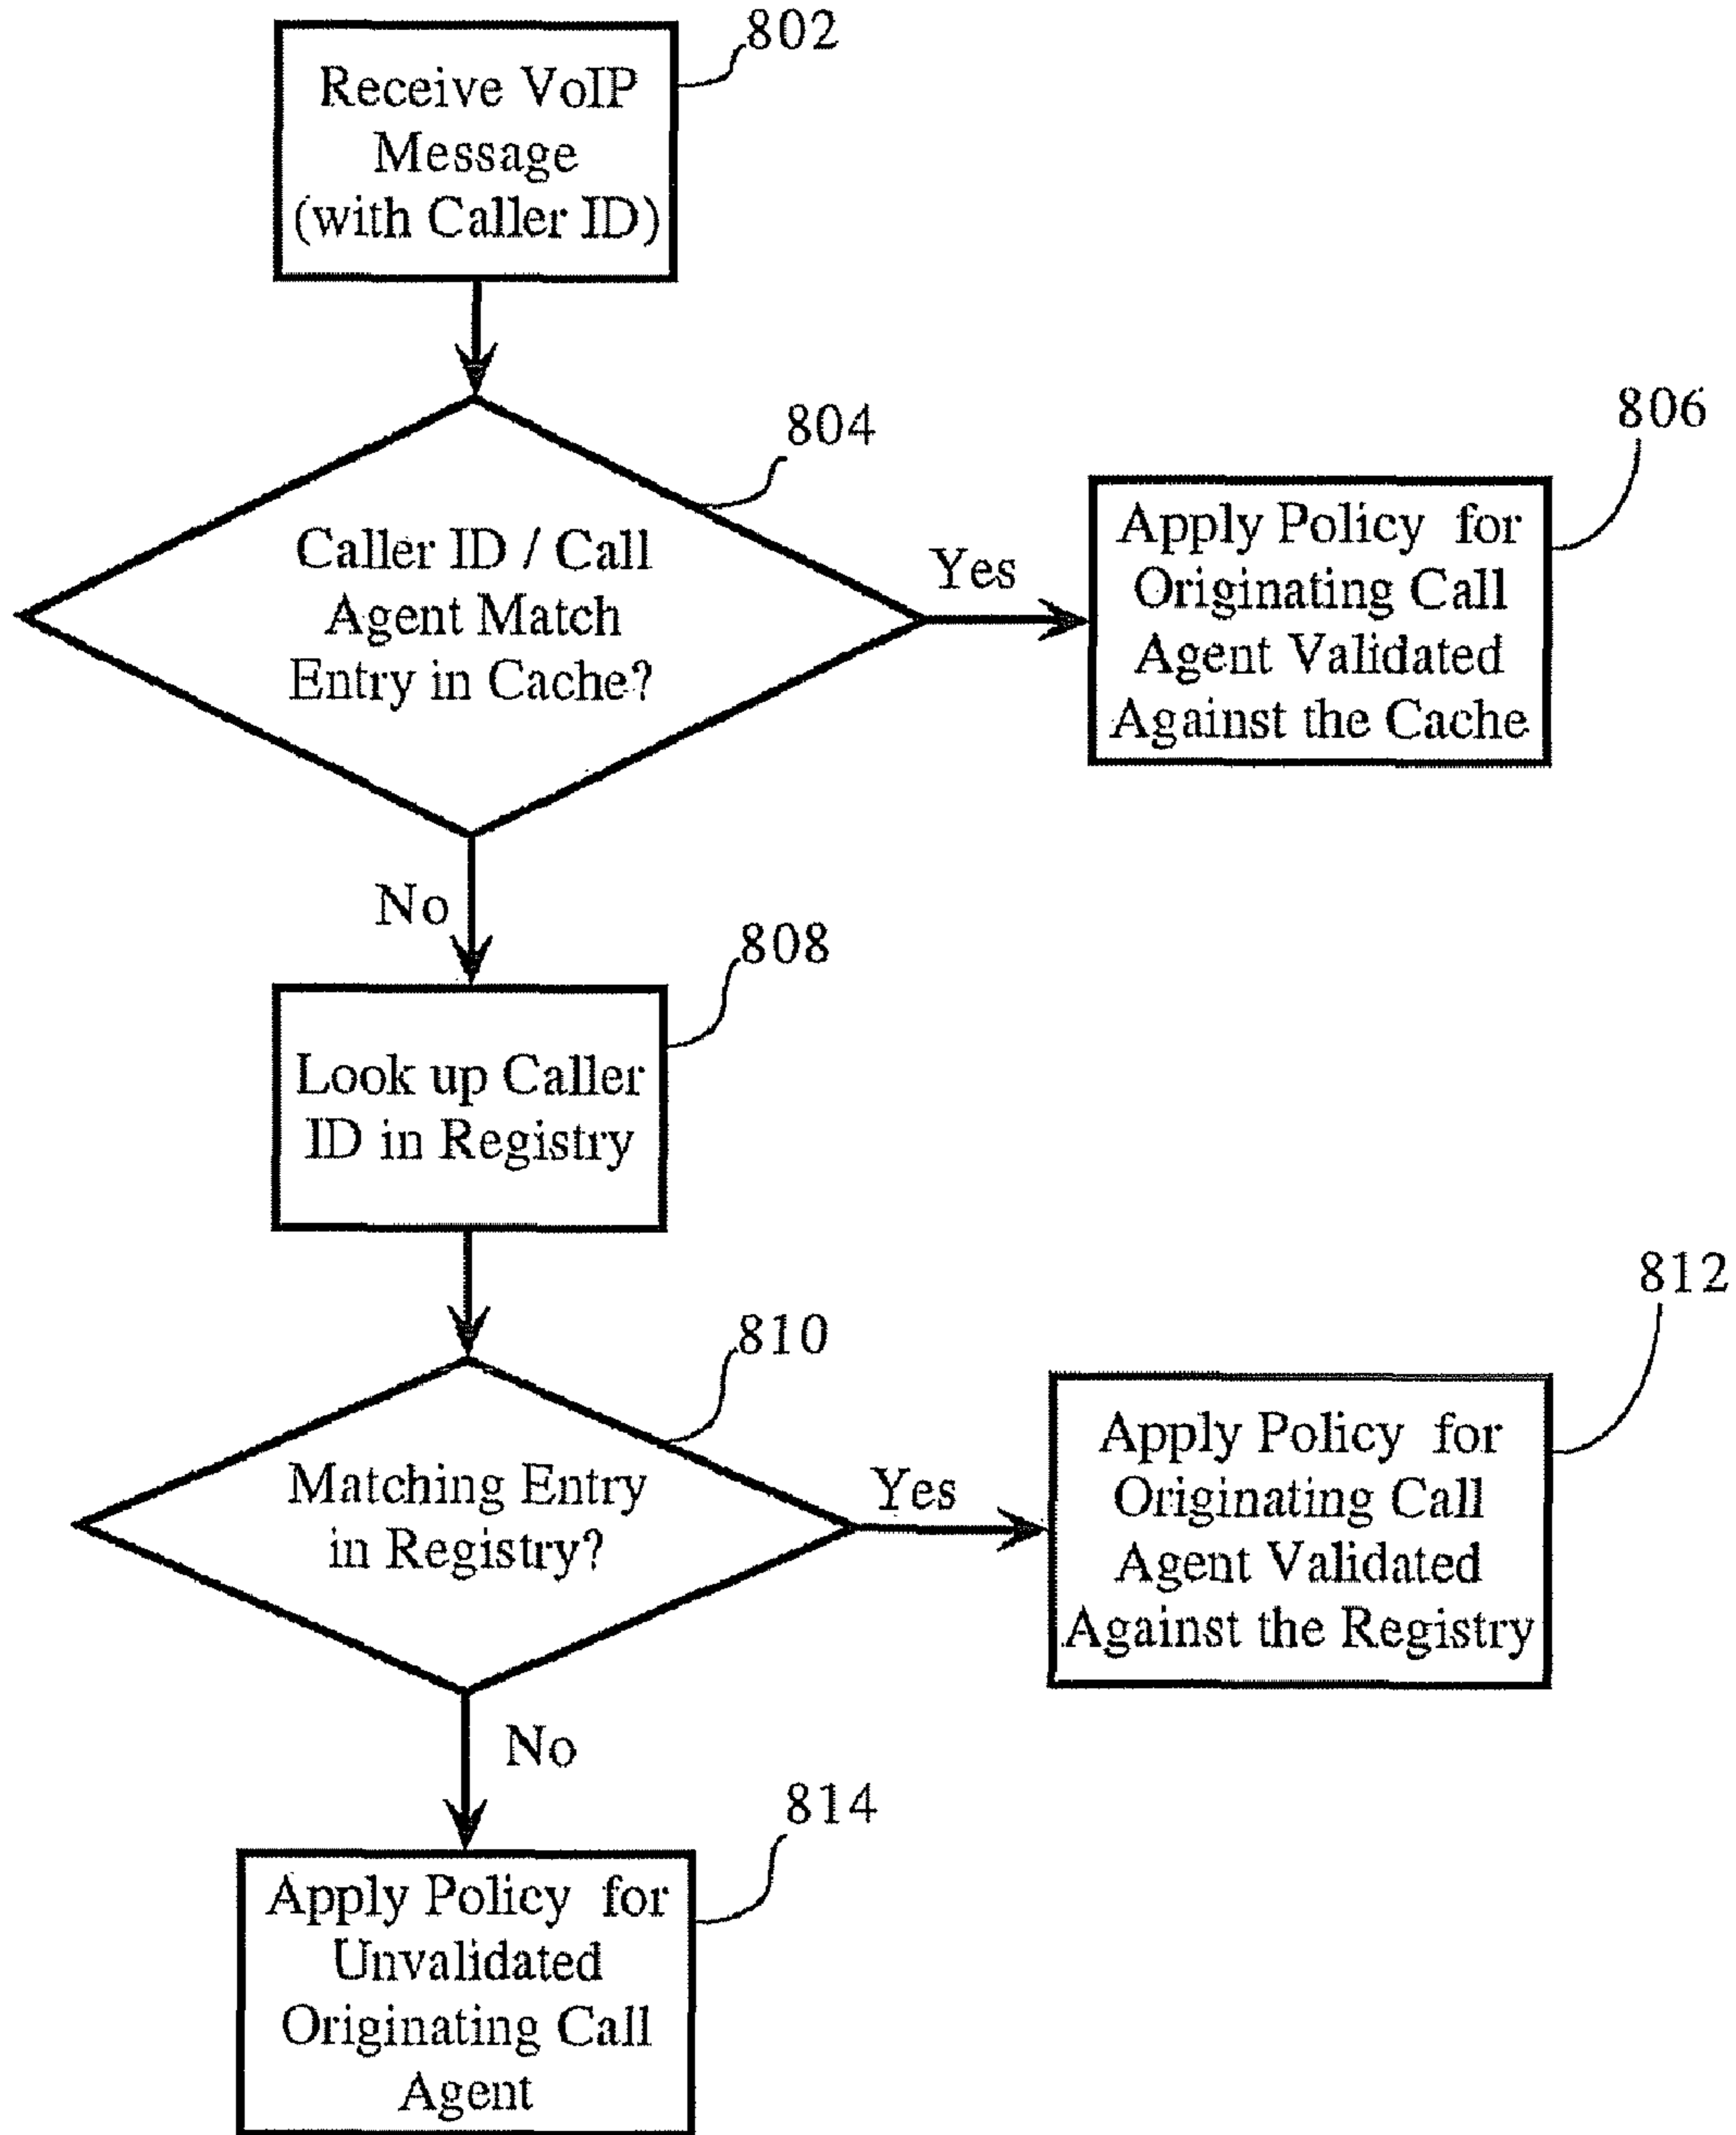 802
Receive VoIP
Message
(with Caller ID)
804
Caller ID / Call
Agent Match
Entry in Cache?
Yes
806
Apply Policy for
Originating Call
Agent Validated
Against the Cache
No
808
Look up Caller
ID in Registry
810
Matching Entry
in Registry?
Yes
812
Apply Policy for
Originating Call
Agent Validated
Against the Registry
No
814
Apply Policy for
Unvalidated
Originating Call
Agent